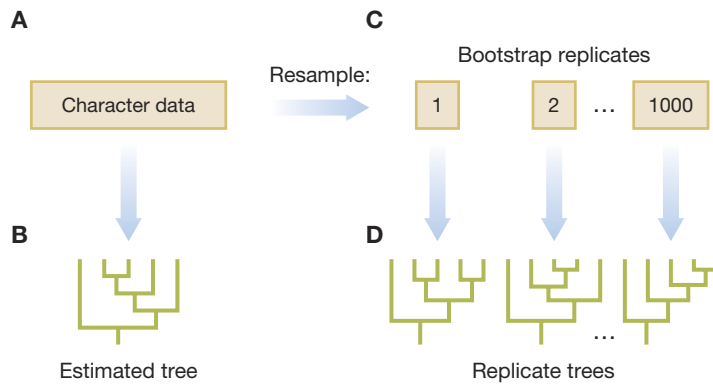 A
C
Bootstrap replicates
Resample:
Character data
1
2
...
1000
B
D
...
Estimated tree
Replicate trees